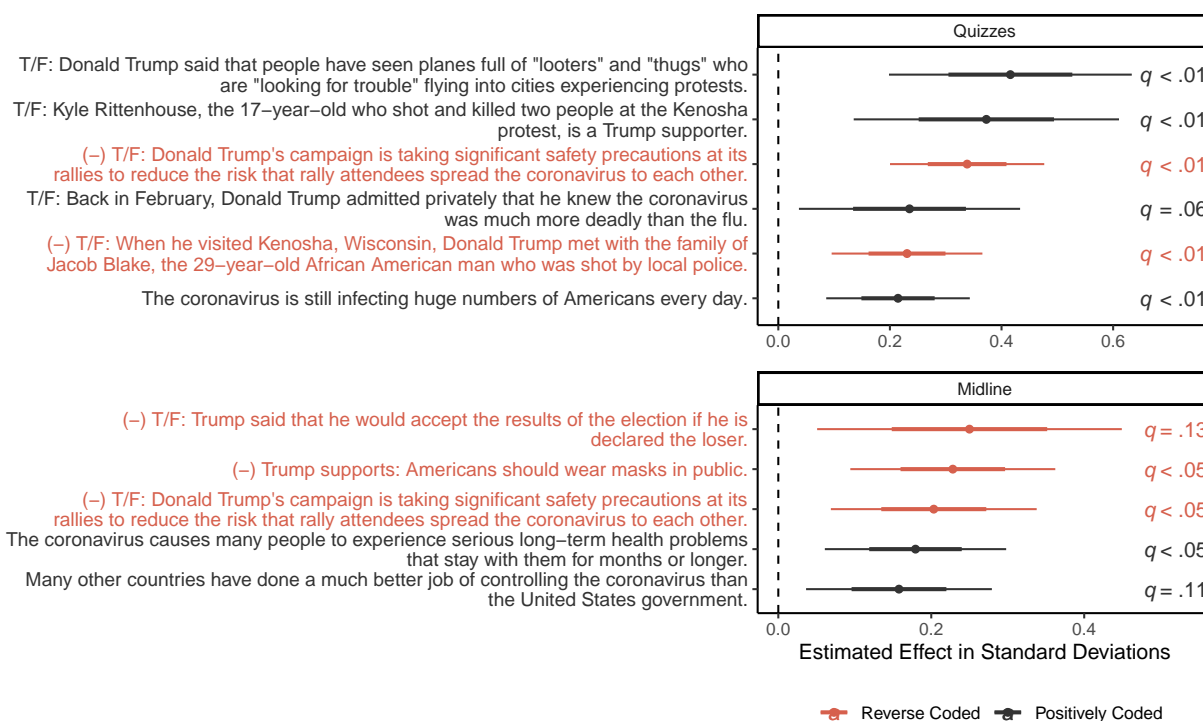 Quizzes
T/F: Donald Trump said that people have seen planes full of "looters" and "thugs" who
are "looking for trouble" flying into cities experiencing protests.
q < .01
T/F: Kyle Rittenhouse, the 17−year−old who shot and killed two people at the Kenosha
protest, is a Trump supporter.
q < .01
(−) T/F: Donald Trump's campaign is taking significant safety precautions at its
rallies to reduce the risk that rally attendees spread the coronavirus to each other.
q < .01
T/F: Back in February, Donald Trump admitted privately that he knew the coronavirus
was much more deadly than the flu.
q = .06
(−) T/F: When he visited Kenosha, Wisconsin, Donald Trump met with the family of
Jacob Blake, the 29−year−old African American man who was shot by local police.
q < .01
The coronavirus is still infecting huge numbers of Americans every day.
q < .01
0.0 0.2 0.4 0.6
Midline
(−) T/F: Trump said that he would accept the results of the election if he is
declared the loser.
q = .13
(−) Trump supports: Americans should wear masks in public.
q < .05
(−) T/F: Donald Trump's campaign is taking significant safety precautions at its
rallies to reduce the risk that rally attendees spread the coronavirus to each other.
q < .05
The coronavirus causes many people to experience serious long−term health problems
that stay with them for months or longer.
q < .05
Many other countries have done a much better job of controlling the coronavirus than
the United States government.
q = .11
0.0 0.2 0.4
Estimated Effect in Standard Deviations
Reverse Coded Positively Coded